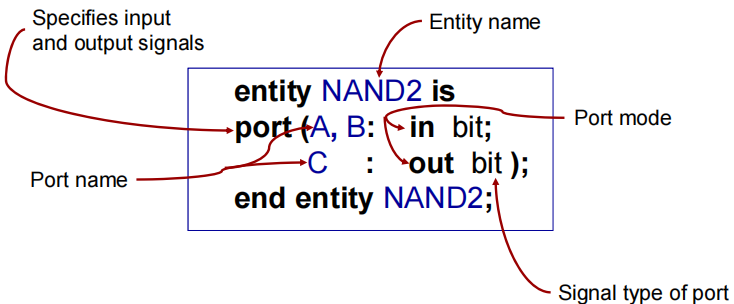 Specifies input
and output signals
Entity name
entity NAND2 is
port (A, B: in bit;
C : out bit );
end entity NAND2;
Port mode
Port name
Signal type of port